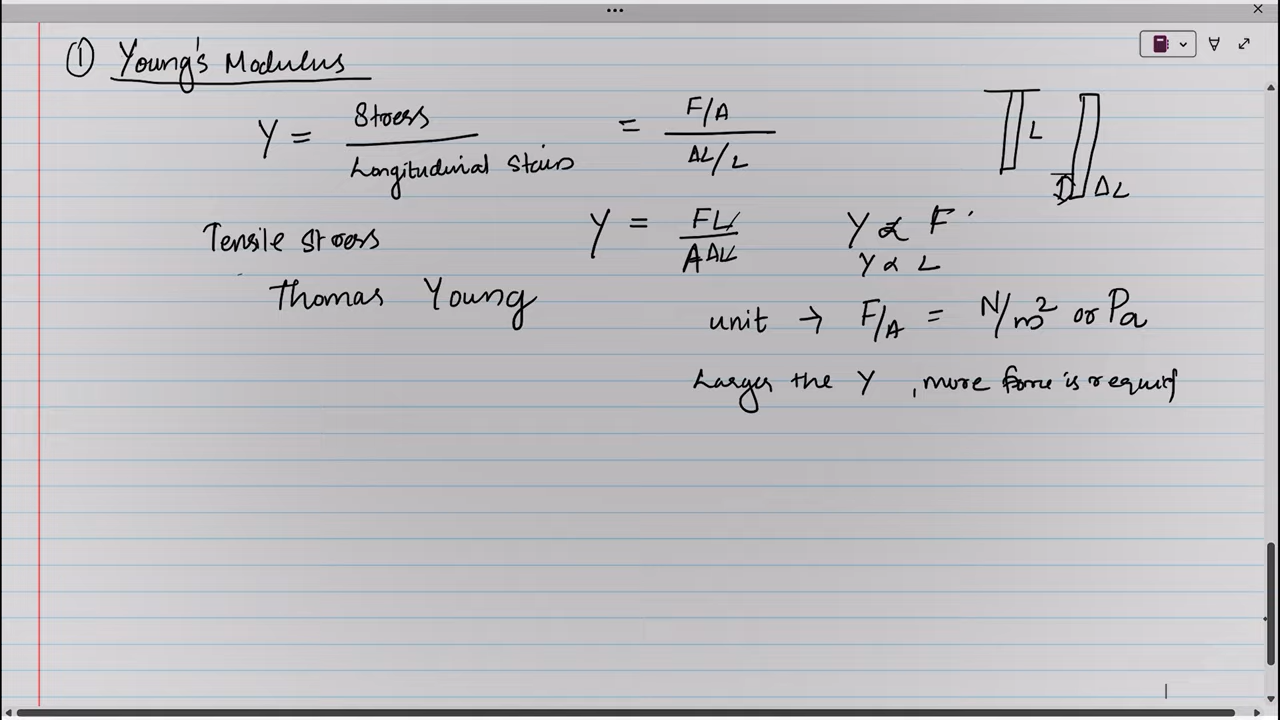 ① Young's Modulus
Y = Stress / Longitudinal Strain = F/A / ΔL/L
L
D ΔL
Tensile stress
Y = FL / AΔL
Y ∝ F
Y ∝ L
Thomas Young
unit → F/A = N/m² or Pa
Larger the Y , more force is requi